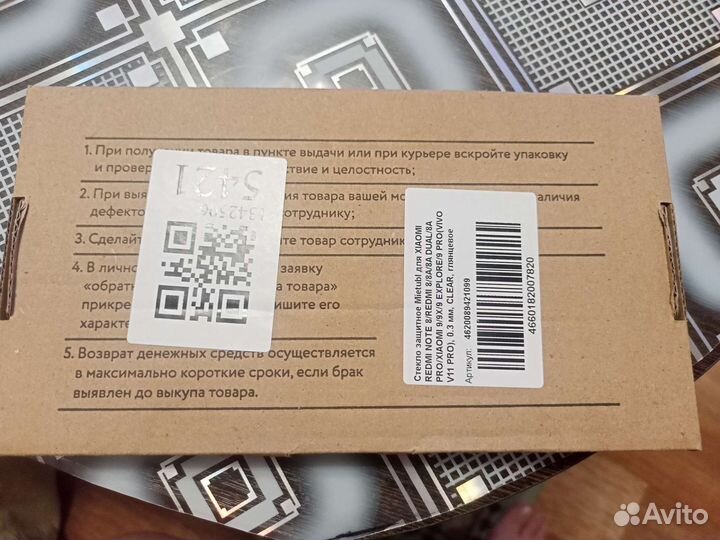 1. При полу товара в пункте выдачи или при курьере вскройте упаковку
и провер ствие и целостность;
2. При выя ия товара вашей мо аличия
дефекто сотруднику;
3. Сделайт те товар сотрудник
4. В лично заявку
"обратн а товара"
прикре пишите его
характе
5. Возврат денежных средств осуществляется
в максимально короткие сроки, если брак
выявлен до выкупа товара.
5421
Стекло защитное Mietubl для XIAOMI
REDMI NOTE 8/REDMI 8/8A/8A DUAL/8A
PRO/XIAOMI 9/9X/9 EXPLORE/9 PRO(VIVO
V11 PRO), 0.3 мм, CLEAR, глянцевое
Артикул: 4620089421099
4660182007820
Avito